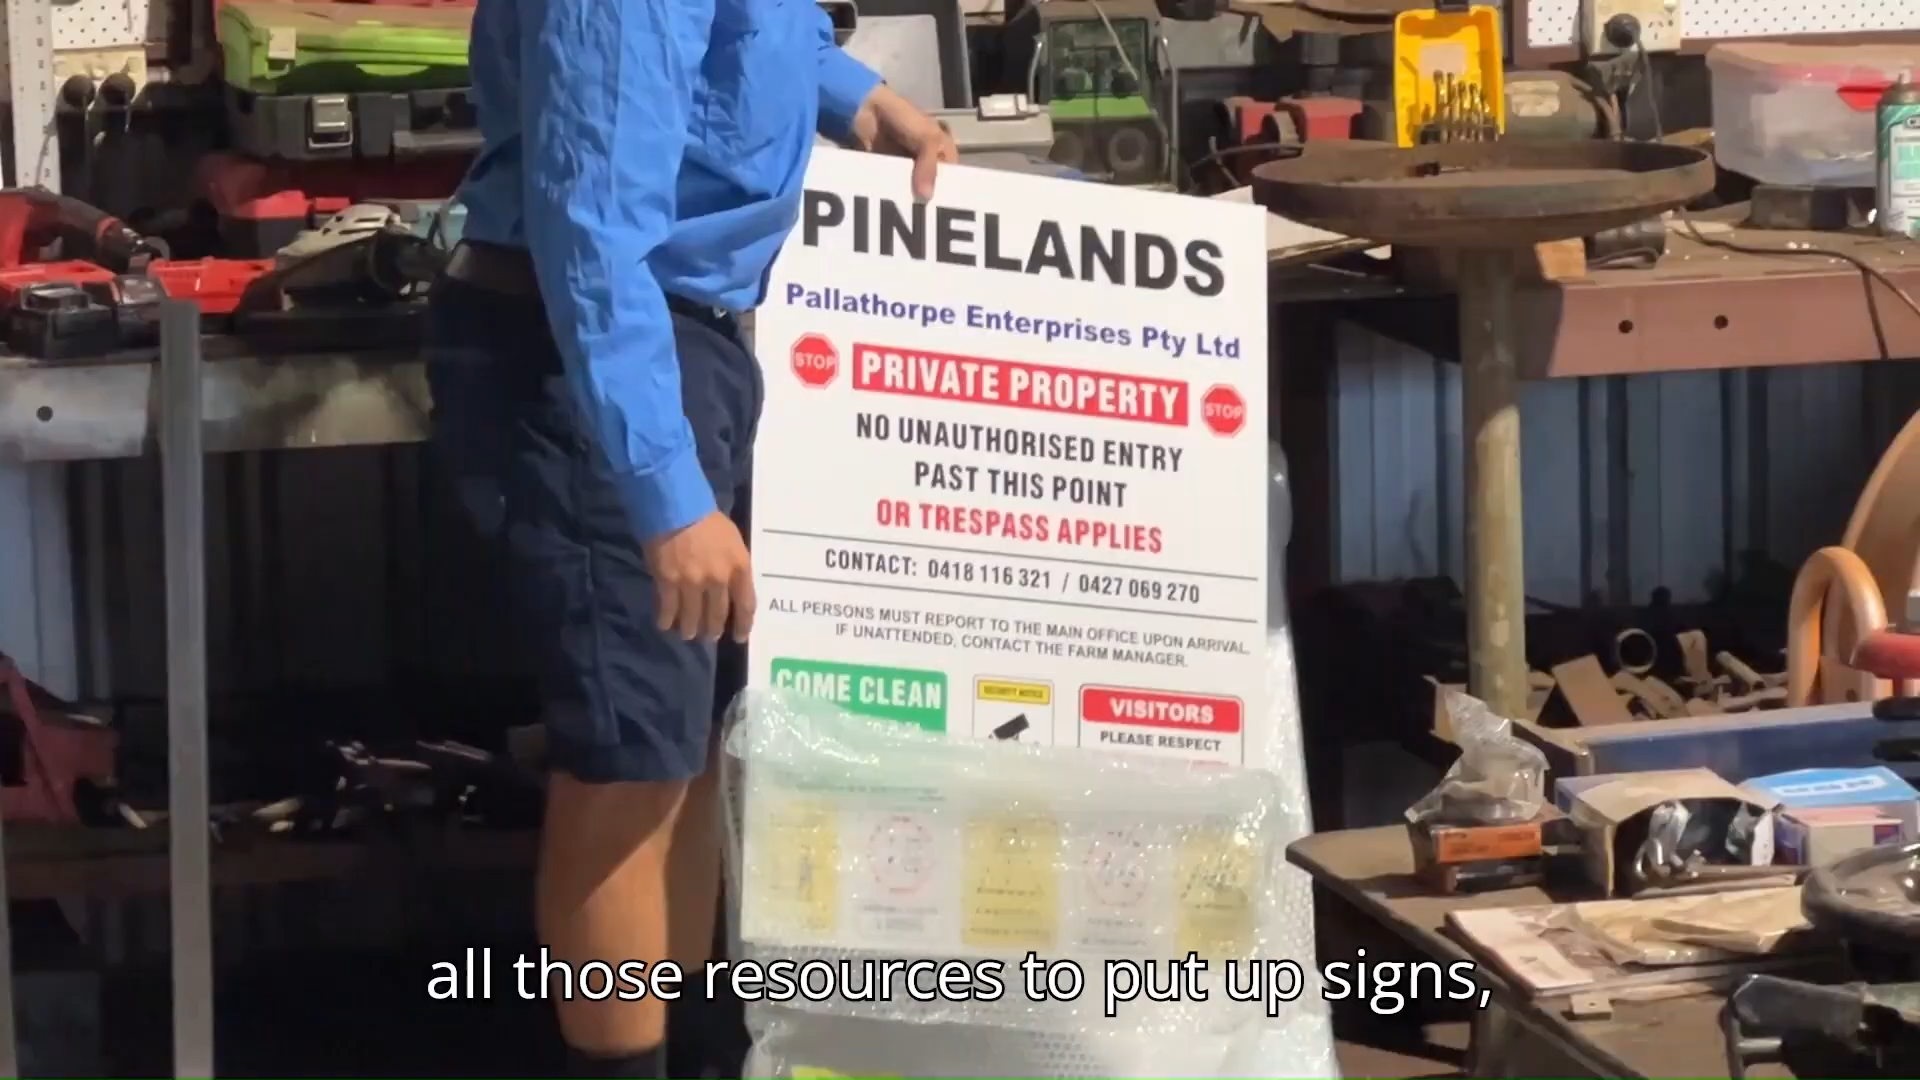 PINELANDS
Pallathorpe Enterprises Pty Ltd
STOP PRIVATE PROPERTY STOP
NO UNAUTHORISED ENTRY
PAST THIS POINT
OR TRESPASS APPLIES
CONTACT: 0418 116 321 / 0427 069 270
ALL PERSONS MUST REPORT TO THE MAIN OFFICE UPON ARRIVAL.
IF UNATTENDED, CONTACT THE FARM MANAGER.
COME CLEAN
SECURITY NOTICE
VISITORS
PLEASE RESPECT
all those resources to put up signs,